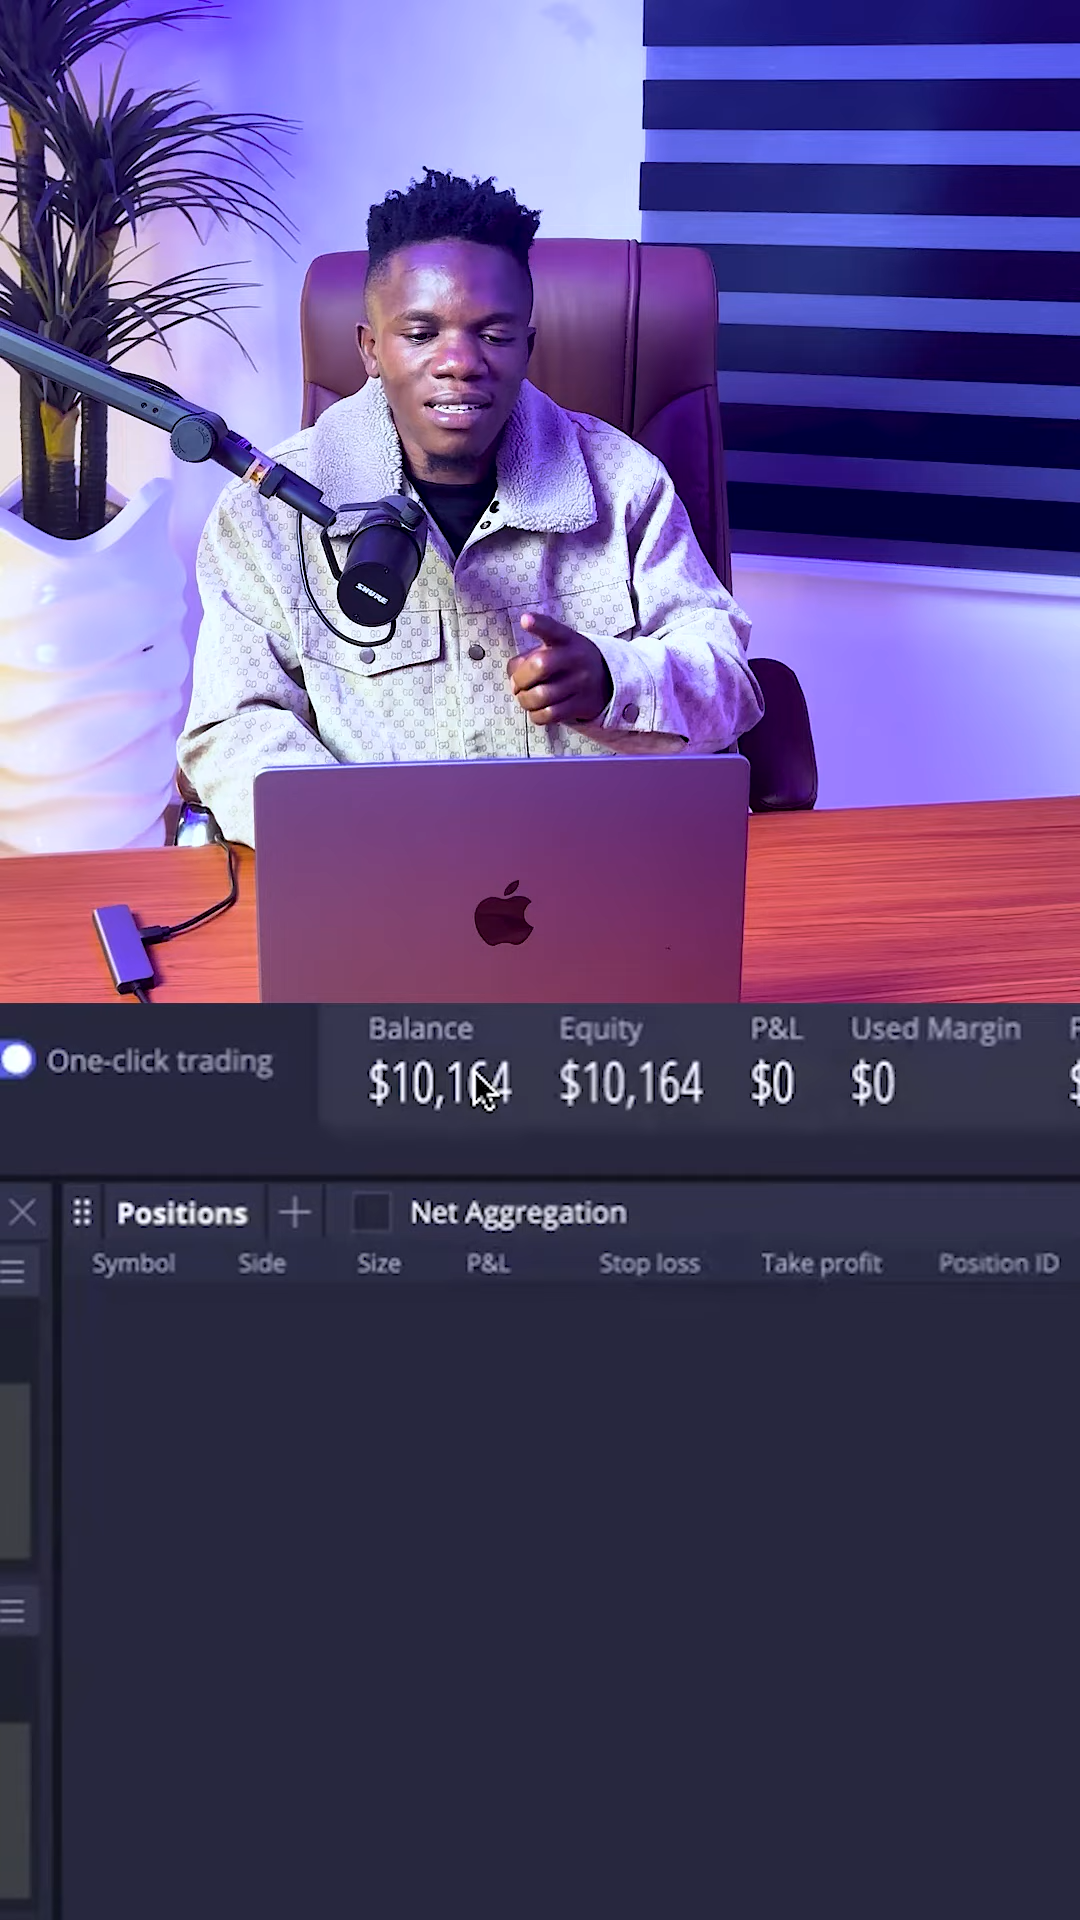 SHURE
Balance Equity P&L Used Margin
One-click trading
$10,164 $10,164 $0 $0
Positions Net Aggregation
Symbol Side Size P&L Stop loss Take profit Position ID